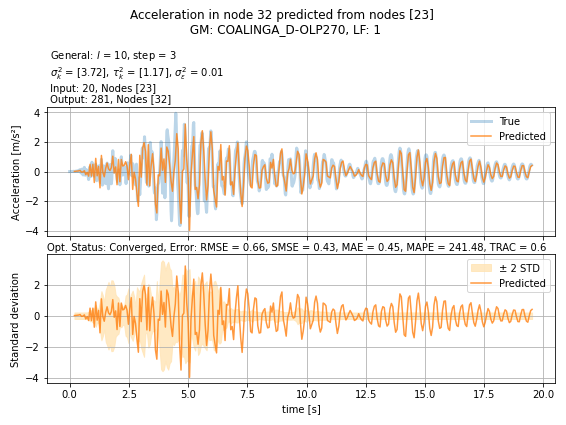 Acceleration in node 32 predicted from nodes [23]
GM: COALINGA_D-OLP270, LF: 1
General: l = 10, step = 3
σ²ₖ = [3.72], τ²ₖ = [1.17], σ²ε = 0.01
Input: 20, Nodes [23]
Output: 281, Nodes [32]
4
2
0
−2
−4
Acceleration [m/s²]
True
Predicted
Opt. Status: Converged, Error: RMSE = 0.66, SMSE = 0.43, MAE = 0.45, MAPE = 241.48, TRAC = 0.6
2
0
−2
−4
Standard deviation
± 2 STD
Predicted
0.0 2.5 5.0 7.5 10.0 12.5 15.0 17.5 20.0
time [s]